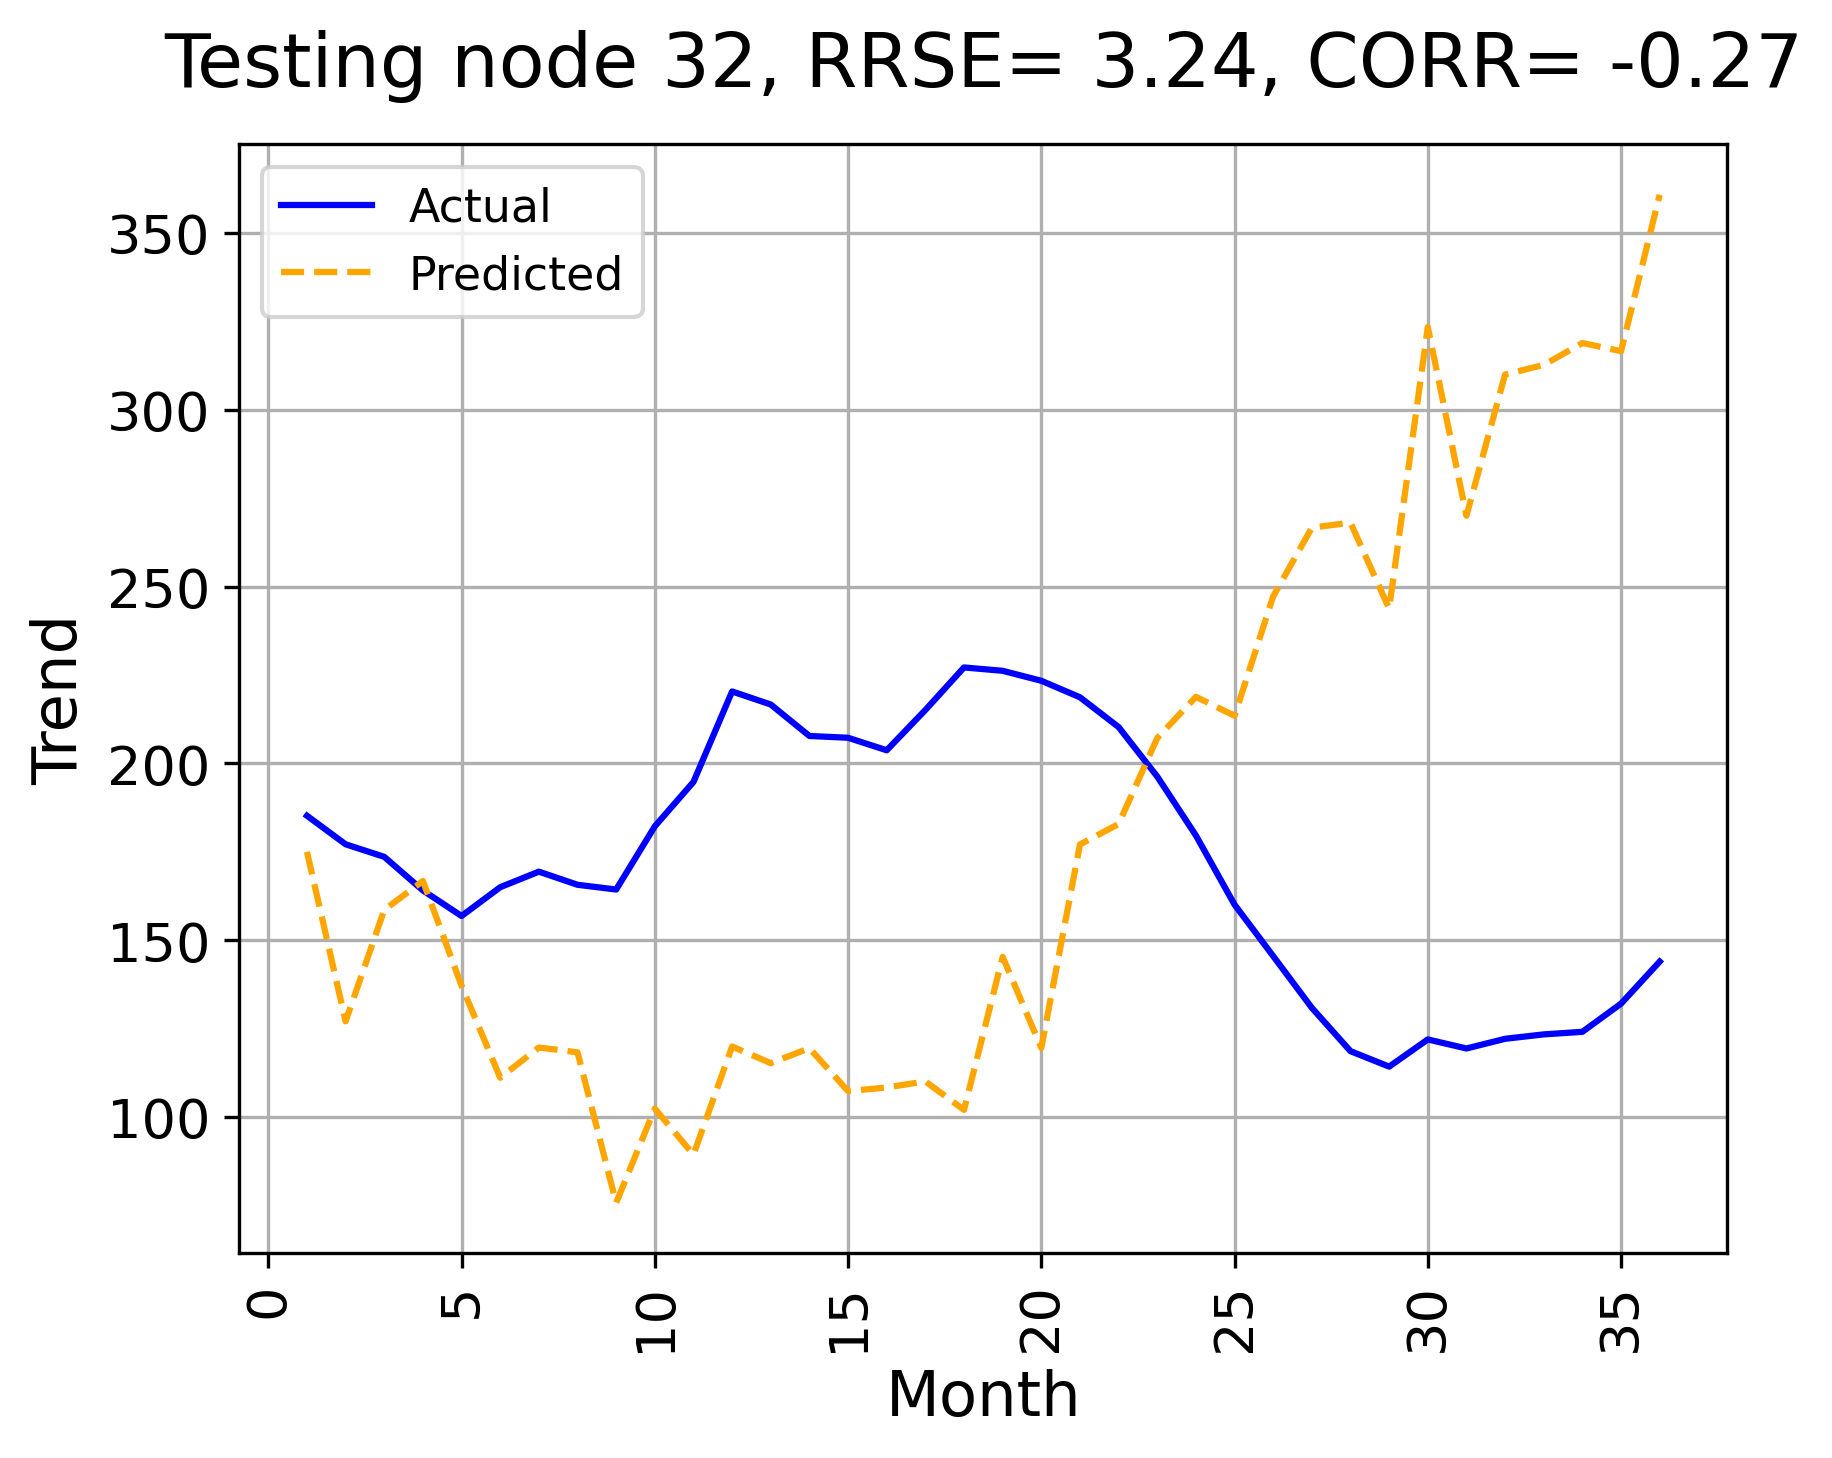 Testing node 32, RRSE= 3.24, CORR= -0.27
Actual
Predicted
350
300
250
200
150
100
Trend
0
5
10
15
20
25
30
35
Month